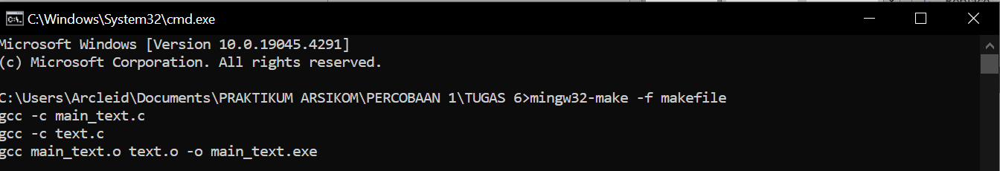 C:\Windows\System32\cmd.exe
Microsoft Windows [Version 10.0.19045.4291]
(c) Microsoft Corporation. All rights reserved.
C:\Users\Arcleid\Documents\PRAKTIKUM ARSIKOM\PERCOBAAN 1\TUGAS 6>mingw32-make -f makefile
gcc -c main_text.c
gcc -c text.c
gcc main_text.o text.o -o main_text.exe